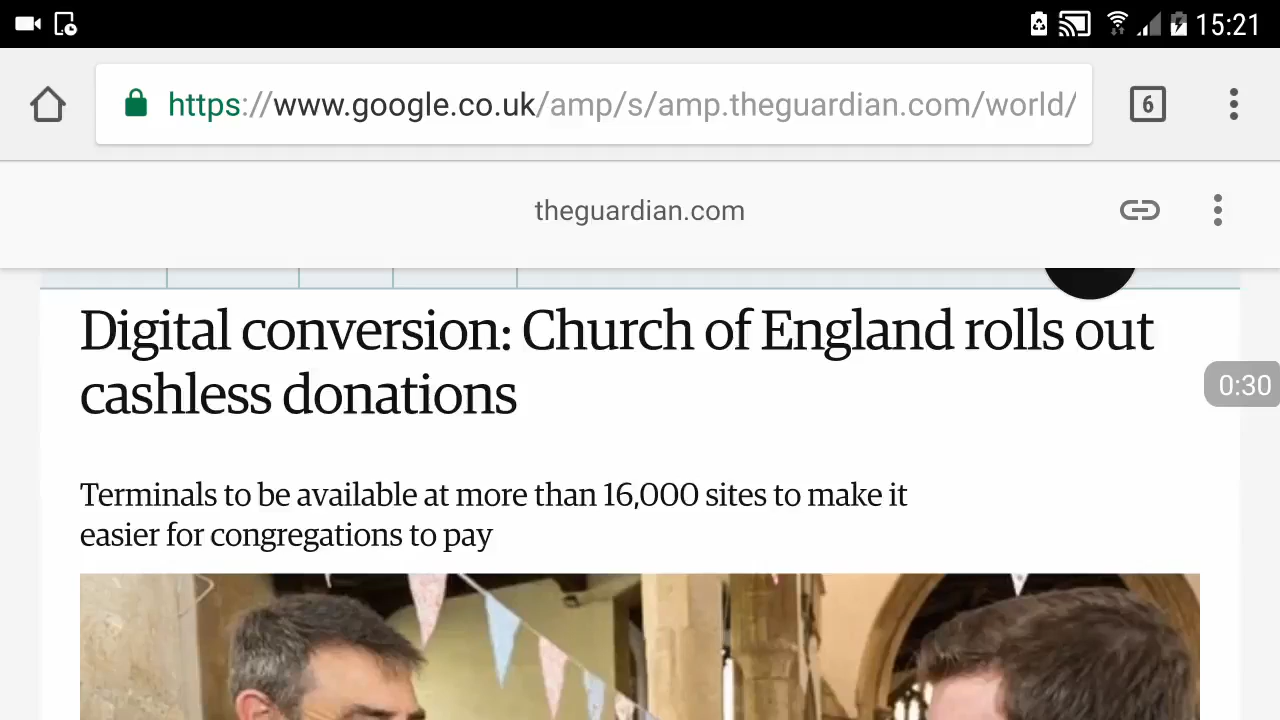 15:21
https://www.google.co.uk/amp/s/amp.theguardian.com/world/
6
theguardian.com
Digital conversion: Church of England rolls out
cashless donations
0:30
Terminals to be available at more than 16,000 sites to make it
easier for congregations to pay